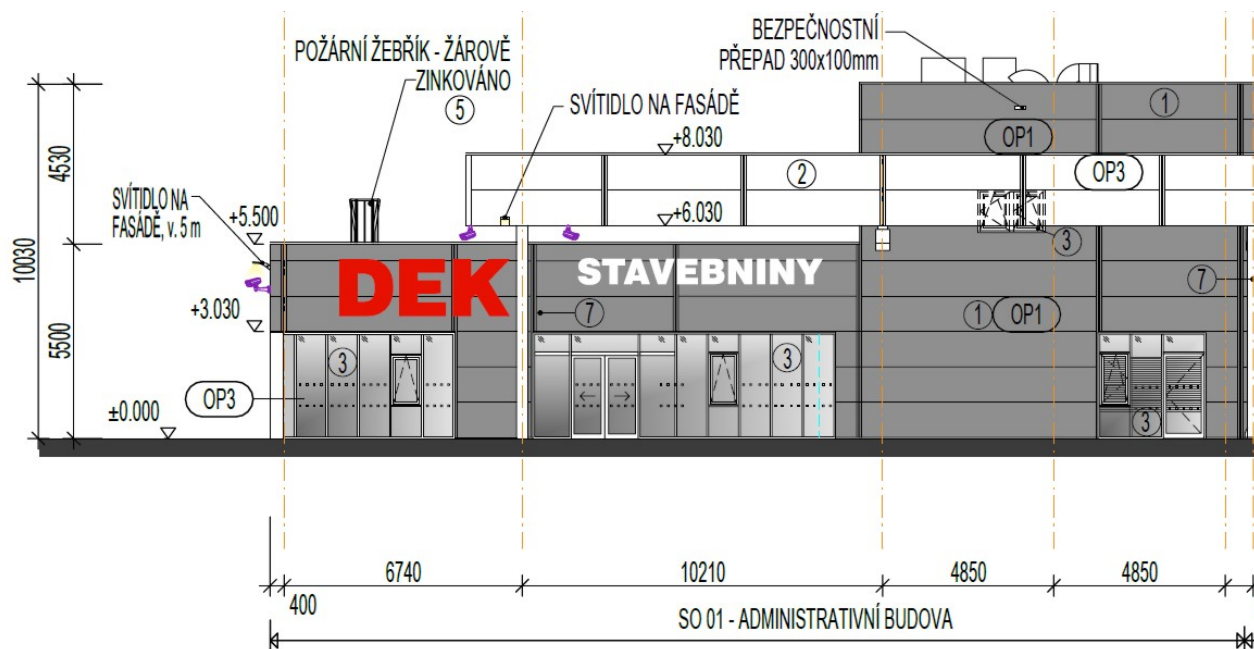 BEZPEČNOSTNÍ
PŘEPAD 300x100mm
POŽÁRNÍ ŽEBŘÍK - ŽÁROVĚ
ZINKOVÁNO
5
SVÍTIDLO NA FASÁDĚ
1
OP1
+8.030
2
OP3
4530
10030
5500
SVÍTIDLO NA
FASÁDĚ, v. 5 m
+5.500
+6.030
3
DEK
STAVEBNINY
7
+3.030
7
1
OP1
3
3
3
OP3
±0.000
6740
10210
4850
4850
400
SO 01 - ADMINISTRATIVNÍ BUDOVA